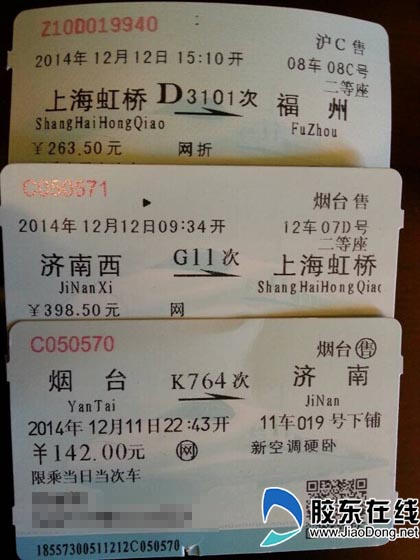 Z10D019940 沪C售
2014年12月12日 15:10开 08车 08C号
二等座
上海虹桥 D3101次 福州
ShangHaiHongQiao FuZhou
￥263.50元 网折
C050571 烟台售
2014年12月12日09:34开 12车 07D号
二等座
济南西 G11次 上海虹桥
JiNanXi ShangHaiHongQiao
￥398.50元 网
C050570 烟台售
烟台 K764次 济南
YanTai JiNan
2014年12月11日22:43开 11车019号下铺
￥142.00元 网 新空调硬卧
限乘当日当次车
18557300511212C050570
胶东在线
www.JiaoDong.net